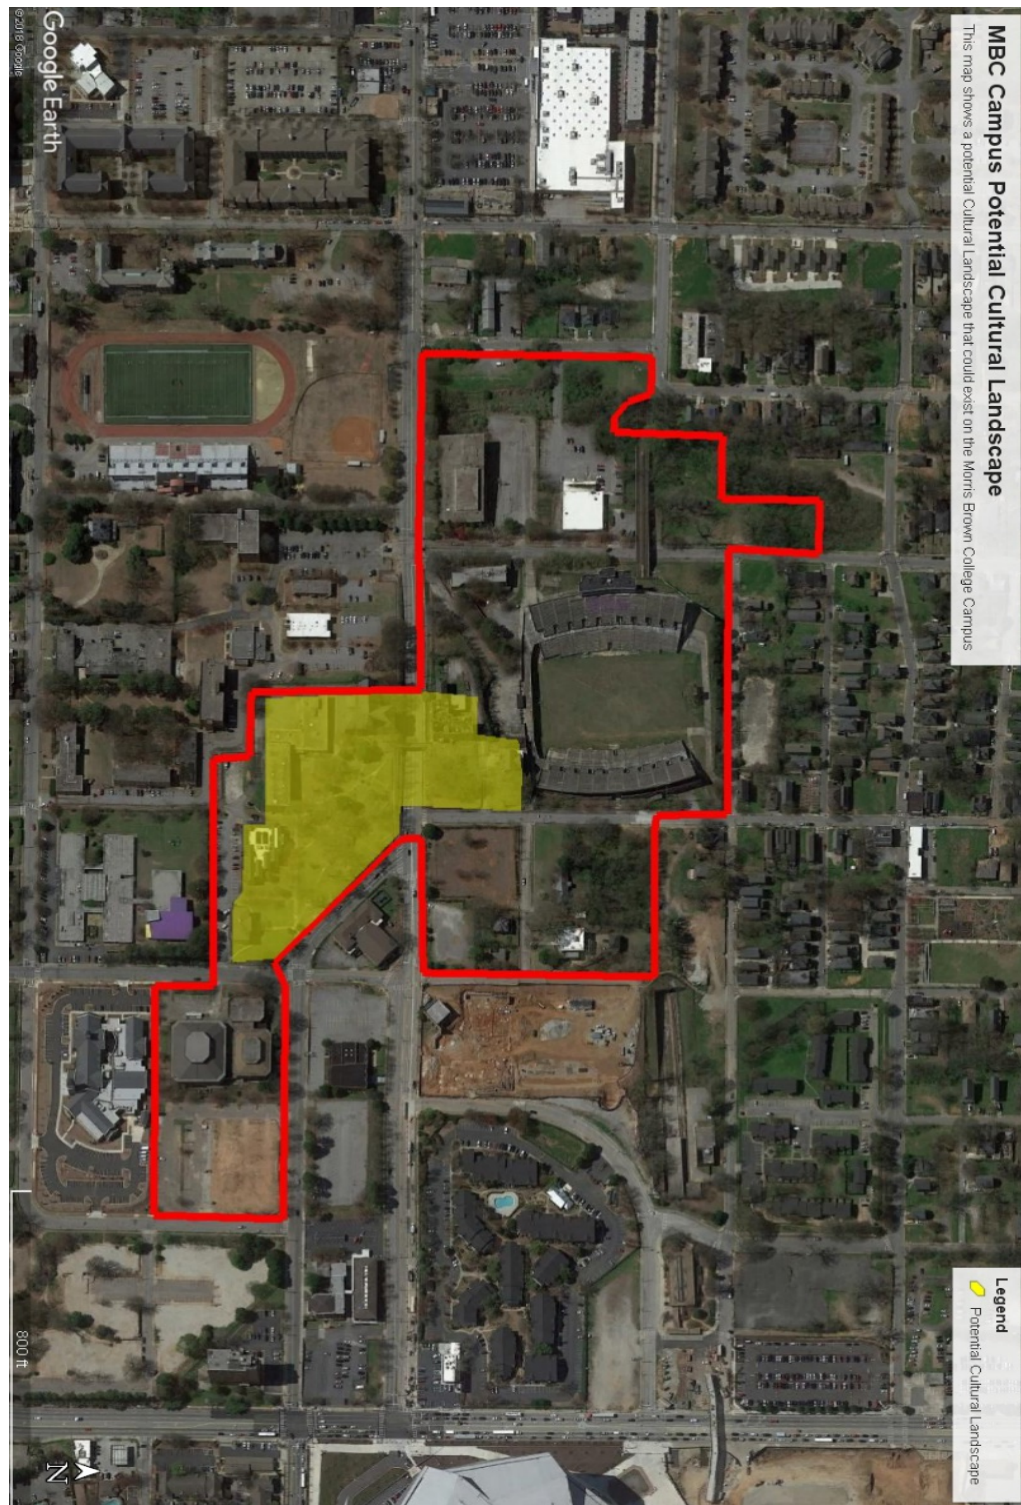 MBC Campus Potential Cultural Landscape
This map shows a potential Cultural Landscape that could exist on the Morris Brown College Campus
Legend
Potential Cultural Landscape
Google Earth
©2018 Google
800 ft
N